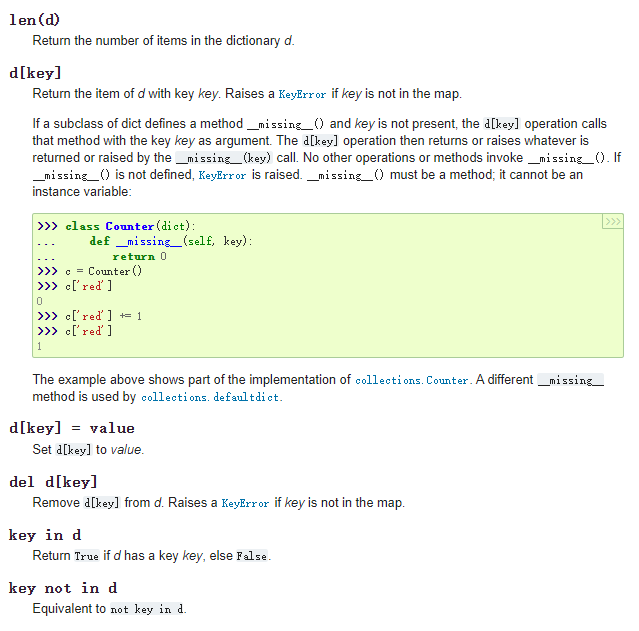 len(d)
Return the number of items in the dictionary d.
d[key]
Return the item of d with key key. Raises a KeyError if key is not in the map.
If a subclass of dict defines a method __missing__() and key is not present, the d[key] operation calls
that method with the key key as argument. The d[key] operation then returns or raises whatever is
returned or raised by the __missing__(key) call. No other operations or methods invoke __missing__(). If
__missing__() is not defined, KeyError is raised. __missing__() must be a method; it cannot be an
instance variable:
>>>
>>> class Counter(dict):
...     def __missing__(self, key):
...         return 0
>>> c = Counter()
>>> c['red']
0
>>> c['red'] += 1
>>> c['red']
1
The example above shows part of the implementation of collections.Counter. A different __missing__
method is used by collections.defaultdict.
d[key] = value
Set d[key] to value.
del d[key]
Remove d[key] from d. Raises a KeyError if key is not in the map.
key in d
Return True if d has a key key, else False.
key not in d
Equivalent to not key in d.